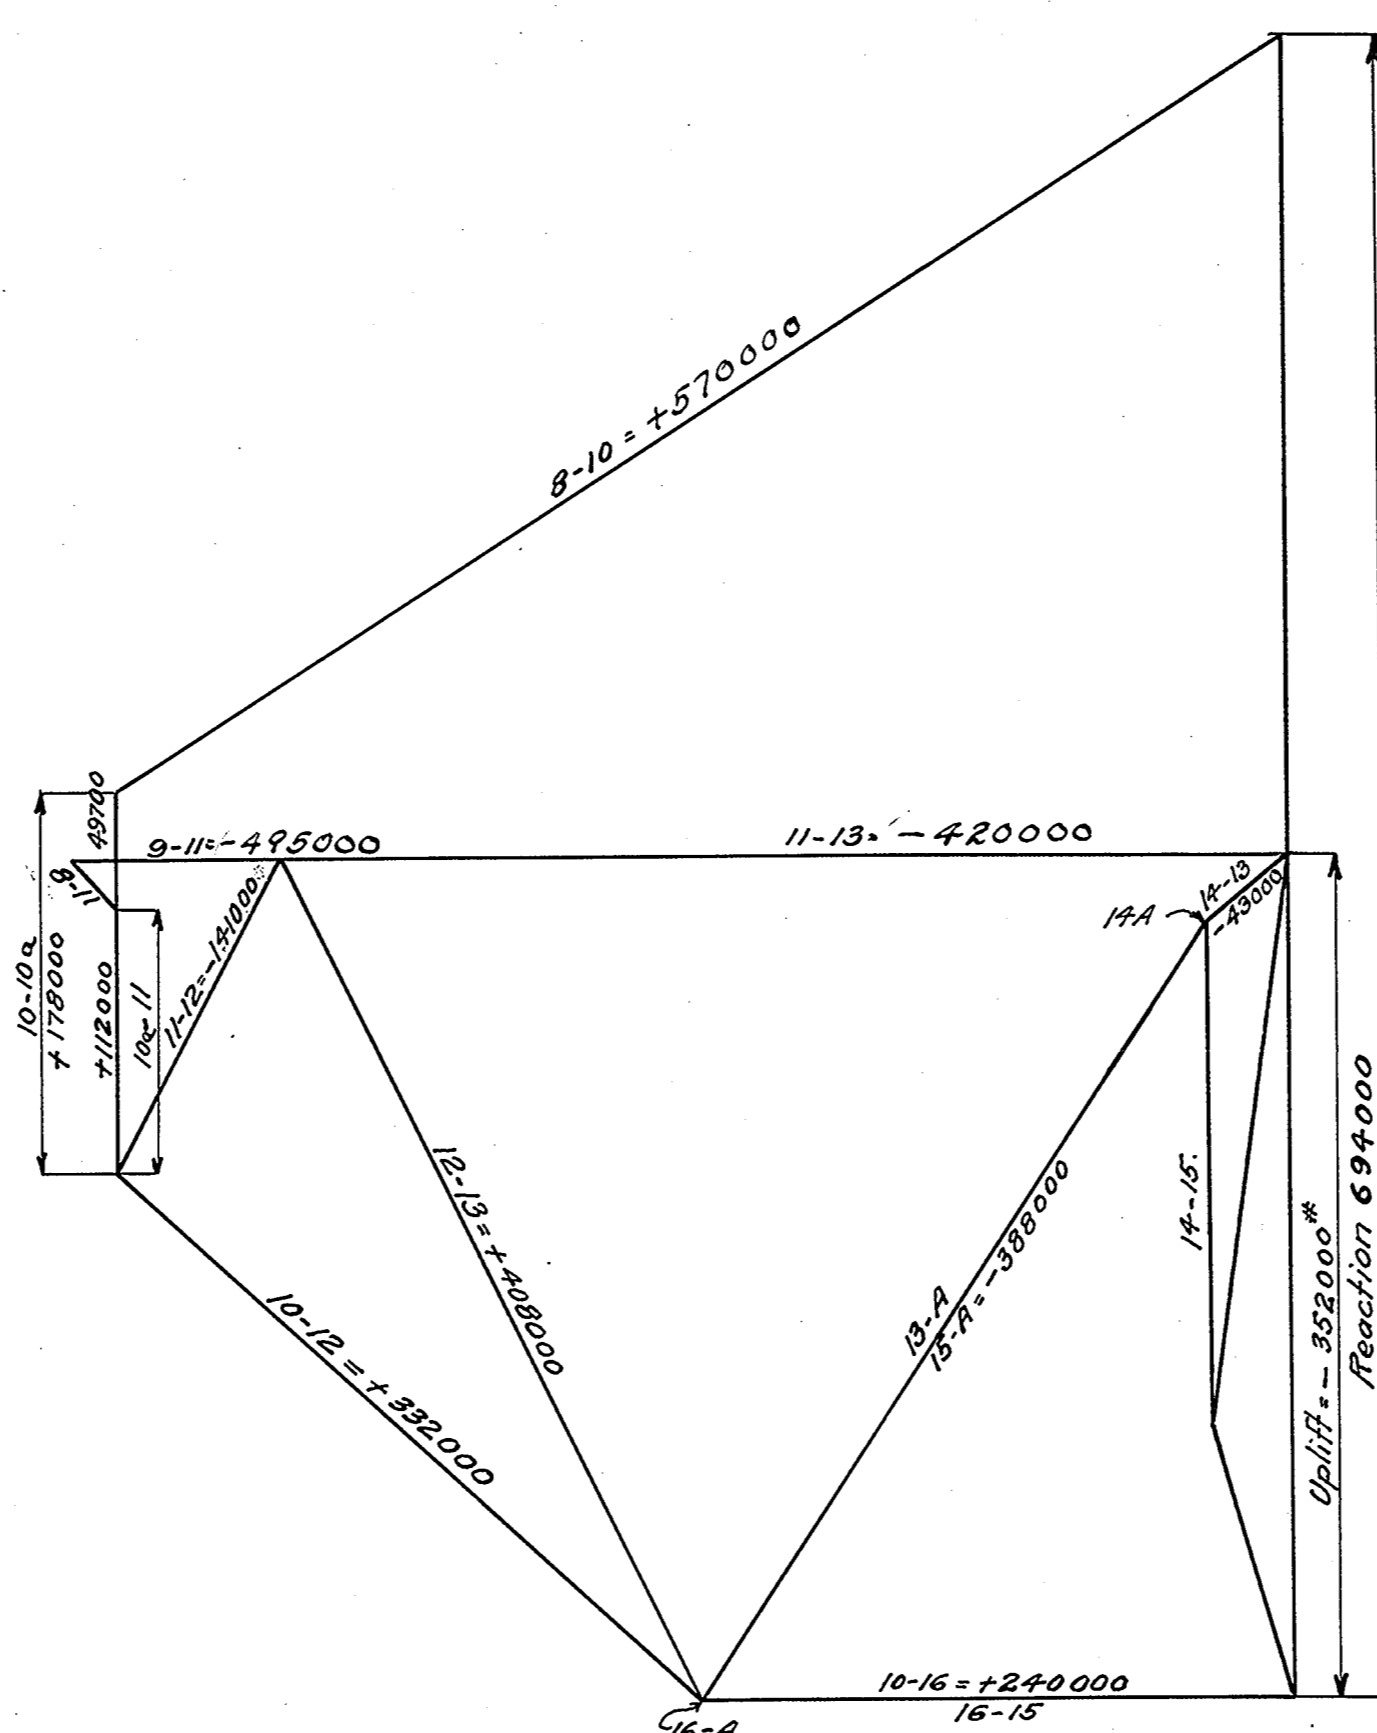 8-10 = +570000
49700
9-11=-495000
11-13= -420000
8-11
14-13
-43000
14A
10-10a
+178000
+112000
10a-11
11-12=-141000
12-13=+408000
14-15.
13-A
15-A=-388000
10-12=+332000
Uplift=-352000#
Reaction 694000
10-16=+240000
16-15
16-A